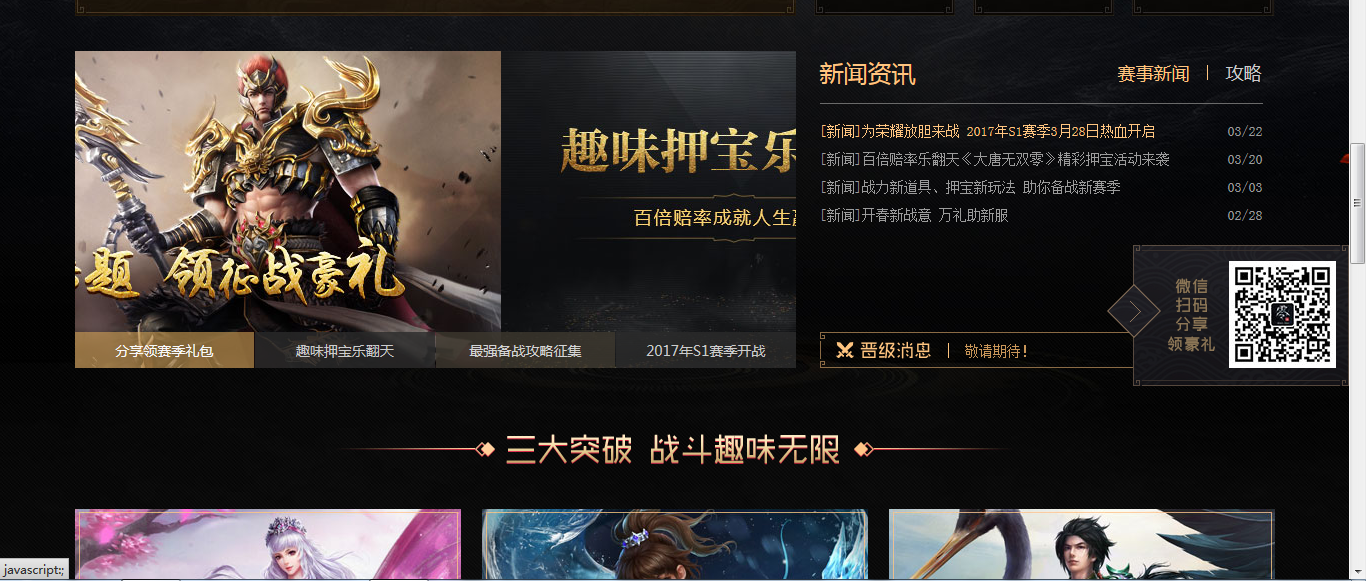 新闻资讯
赛事新闻 | 攻略
[新闻]为荣耀放胆来战 2017年S1赛季3月28日热血开启 03/22
[新闻]百倍赔率乐翻天《大唐无双零》精彩押宝活动来袭 03/20
[新闻]战力新道具、押宝新玩法 助你备战新赛季 03/03
[新闻]开春新战意 万礼助新服 02/28
趣味押宝乐
百倍赔率成就人生
题 领征战豪礼
分享领赛季礼包
趣味押宝乐翻天
最强备战攻略征集
2017年S1赛季开战
晋级消息 | 敬请期待!
微信
扫码
分享
领豪礼
零
三大突破 战斗趣味无限
javascript:;